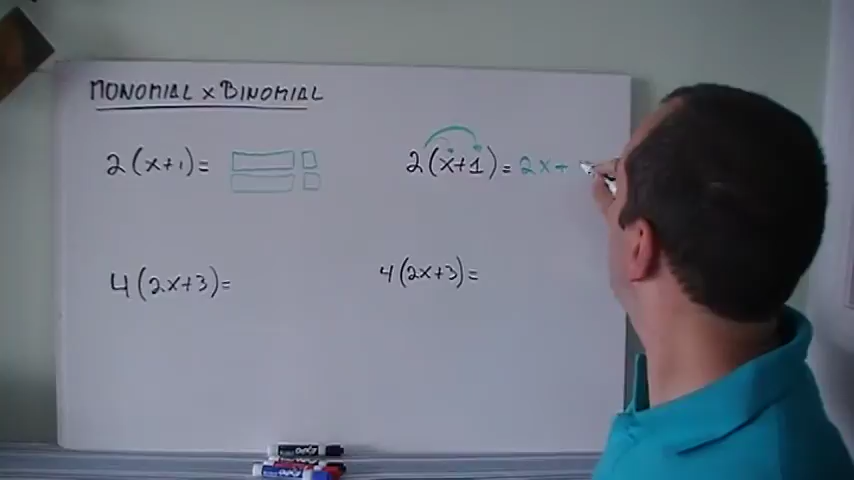 MONOMIAL x BINOMIAL
2(x+1)=
2(x+1)=2x+
4(2x+3)=
4(2x+3)=